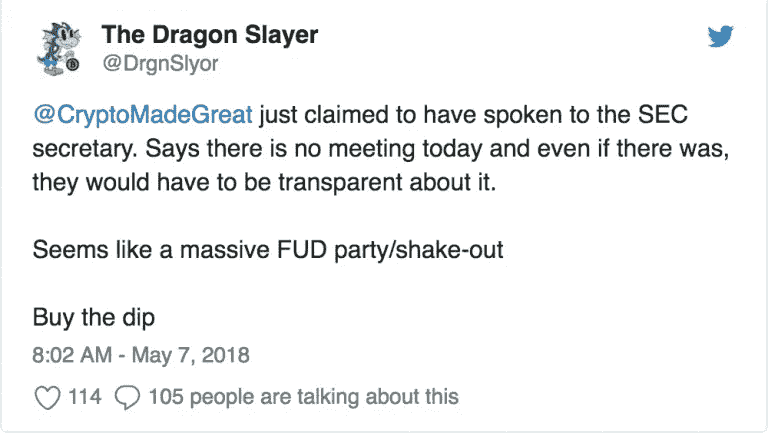 The Dragon Slayer
@DrgnSlyor
@CryptoMadeGreat just claimed to have spoken to the SEC
secretary. Says there is no meeting today and even if there was,
they would have to be transparent about it.
Seems like a massive FUD party/shake-out
Buy the dip
8:02 AM - May 7, 2018
114 105 people are talking about this